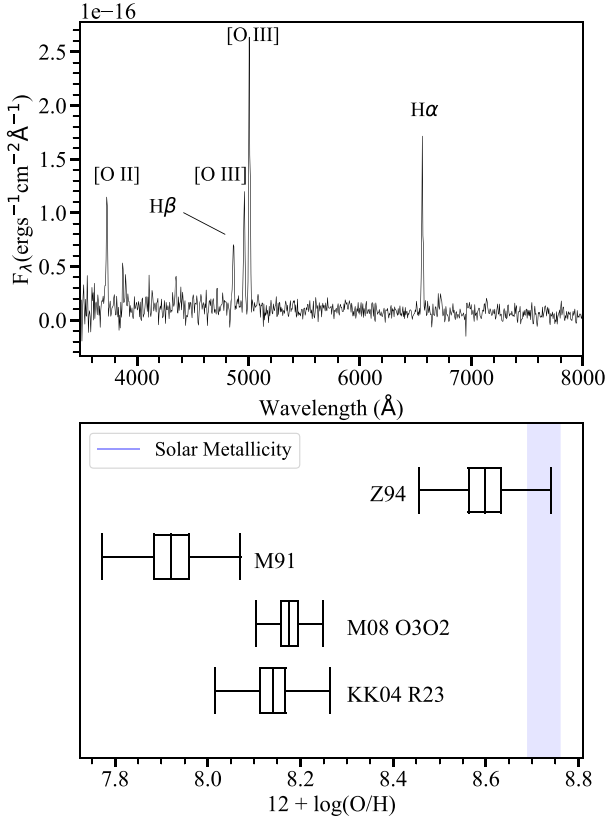 1e−16
[O III]
2.5
Hα
2.0
[O II]
[O III]
1.5
Hβ
1.0
0.5
0.0
F_λ(ergs⁻¹cm⁻²Å⁻¹)
4000 5000 6000 7000 8000
Wavelength (Å)
Solar Metallicity
Z94
M91
M08 O3O2
KK04 R23
7.8 8.0 8.2 8.4 8.6 8.8
12 + log(O/H)